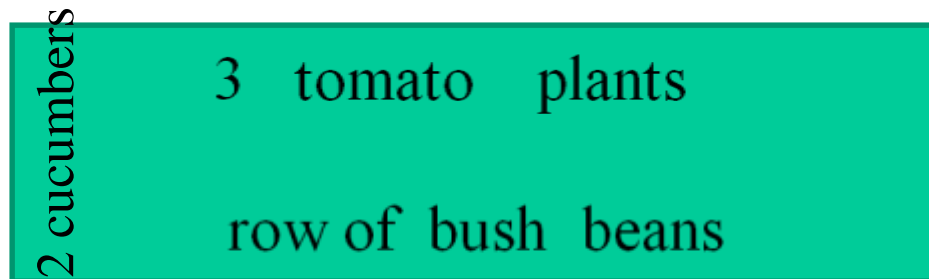 2 cucumbers
3 tomato plants
row of bush beans